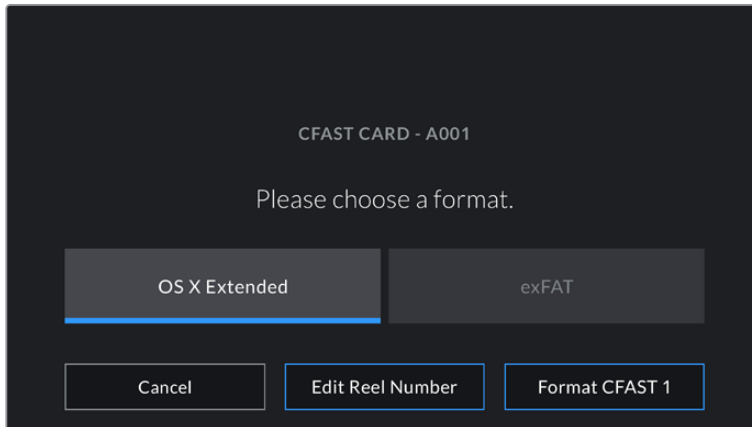 CFAST CARD - A001
Please choose a format.
OS X Extended
exFAT
Cancel
Edit Reel Number
Format CFAST 1